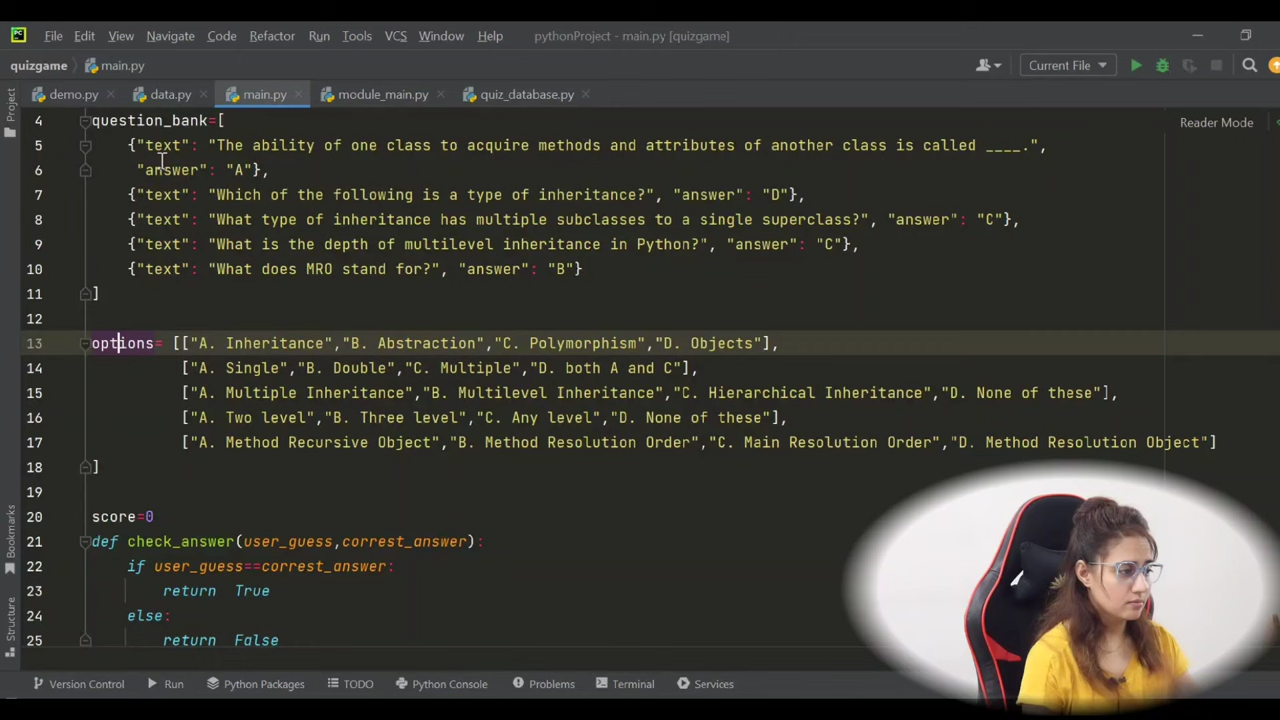 PC File Edit View Navigate Code Refactor Run Tools VCS Window Help pythonProject - main.py [quizgame]
quizgame main.py Current File
demo.py data.py main.py module_main.py quiz_database.py
Project
Reader Mode
4 question_bank=[
5 {"text": "The ability of one class to acquire methods and attributes of another class is called ____.",
6 "answer": "A"},
7 {"text": "Which of the following is a type of inheritance?", "answer": "D"},
8 {"text": "What type of inheritance has multiple subclasses to a single superclass?", "answer": "C"},
9 {"text": "What is the depth of multilevel inheritance in Python?", "answer": "C"},
10 {"text": "What does MRO stand for?", "answer": "B"}
11 ]
12
13 options= [["A. Inheritance","B. Abstraction","C. Polymorphism","D. Objects"],
14 ["A. Single","B. Double","C. Multiple","D. both A and C"],
15 ["A. Multiple Inheritance","B. Multilevel Inheritance","C. Hierarchical Inheritance","D. None of these"],
16 ["A. Two level","B. Three level","C. Any level","D. None of these"],
17 ["A. Method Recursive Object","B. Method Resolution Order","C. Main Resolution Order","D. Method Resolution Object"]
18 ]
19
20 score=0
21 def check_answer(user_guess,correst_answer):
22 if user_guess==correst_answer:
23 return True
24 else:
25 return False
Bookmarks
Structure
Version Control Run Python Packages TODO Python Console Problems Terminal Services